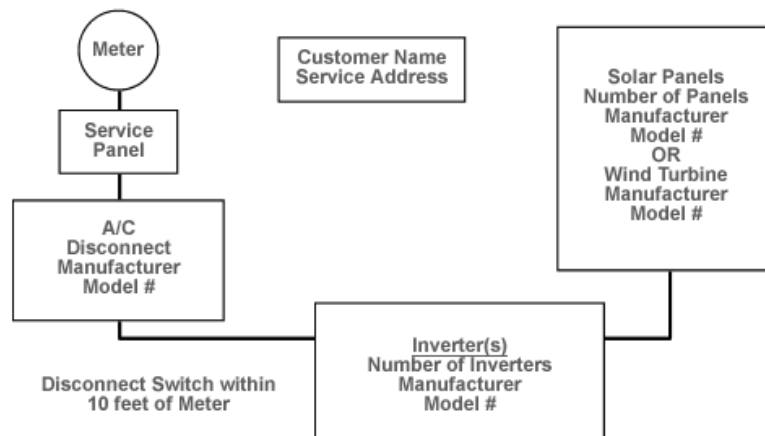 Meter
Customer Name
Service Address
Solar Panels
Number of Panels
Manufacturer
Model #
OR
Wind Turbine
Manufacturer
Model #
Service
Panel
A/C
Disconnect
Manufacturer
Model #
Inverter(s)
Number of Inverters
Manufacturer
Model #
Disconnect Switch within
10 feet of Meter